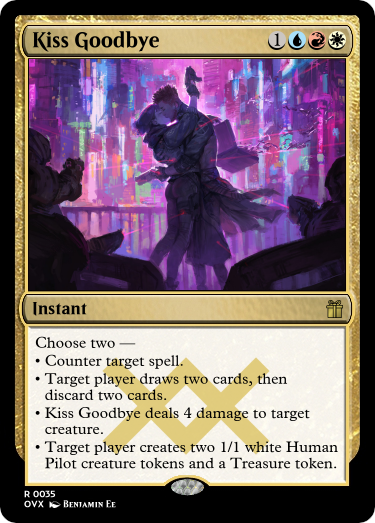 Kiss Goodbye 1
Instant
Choose two —
• Counter target spell.
• Target player draws two cards, then
discard two cards.
• Kiss Goodbye deals 4 damage to target
creature.
• Target player creates two 1/1 white Human
Pilot creature tokens and a Treasure token.
R 0035
OVX Benjamin Ee